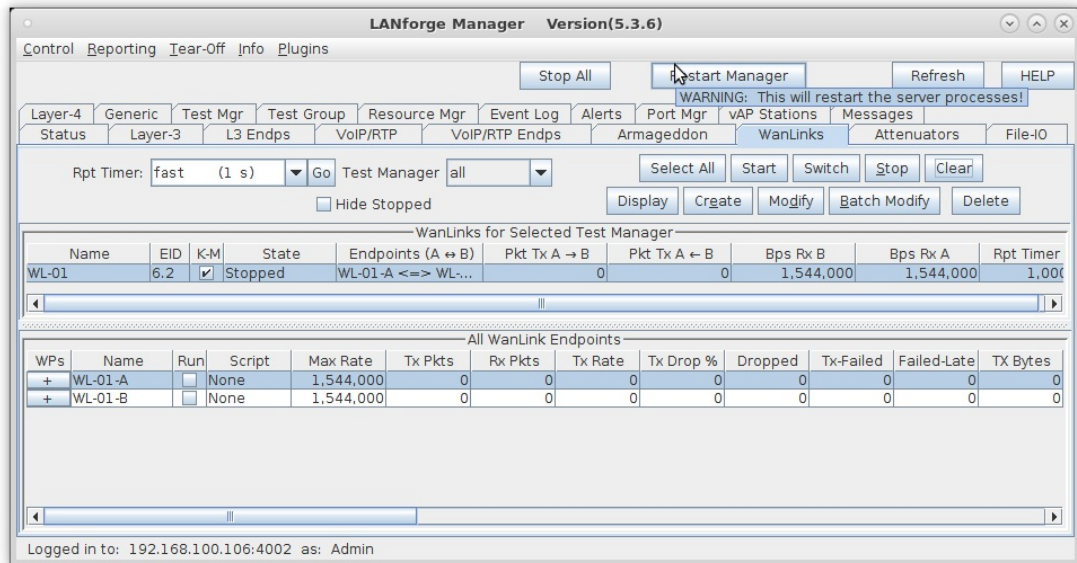 LANforge Manager    Version(5.3.6)
Control  Reporting  Tear-Off  Info  Plugins
Stop All  Restart Manager  Refresh  HELP
WARNING:  This will restart the server processes!
Layer-4  Generic  Test Mgr  Test Group  Resource Mgr  Event Log  Alerts  Port Mgr  vAP Stations  Messages
Status  Layer-3  L3 Endps  VoIP/RTP  VoIP/RTP Endps  Armageddon  WanLinks  Attenuators  File-IO
Rpt Timer:  fast    (1 s)  Go  Test Manager  all  Select All  Start  Switch  Stop  Clear
Hide Stopped  Display  Create  Modify  Batch Modify  Delete
WanLinks for Selected Test Manager
Name  EID  K-M  State  Endpoints (A ⇔ B)  Pkt Tx A → B  Pkt Tx A ← B  Bps Rx B  Bps Rx A  Rpt Timer
WL-01  6.2  Stopped  WL-01-A <=> WL-...  0  0  1,544,000  1,544,000  1,000
All WanLink Endpoints
WPs  Name  Run  Script  Max Rate  Tx Pkts  Rx Pkts  Tx Rate  Tx Drop %  Dropped  Tx-Failed  Failed-Late  TX Bytes
+  WL-01-A  None  1,544,000  0  0  0  0  0  0  0  0
+  WL-01-B  None  1,544,000  0  0  0  0  0  0  0  0
Logged in to:  192.168.100.106:4002  as:  Admin